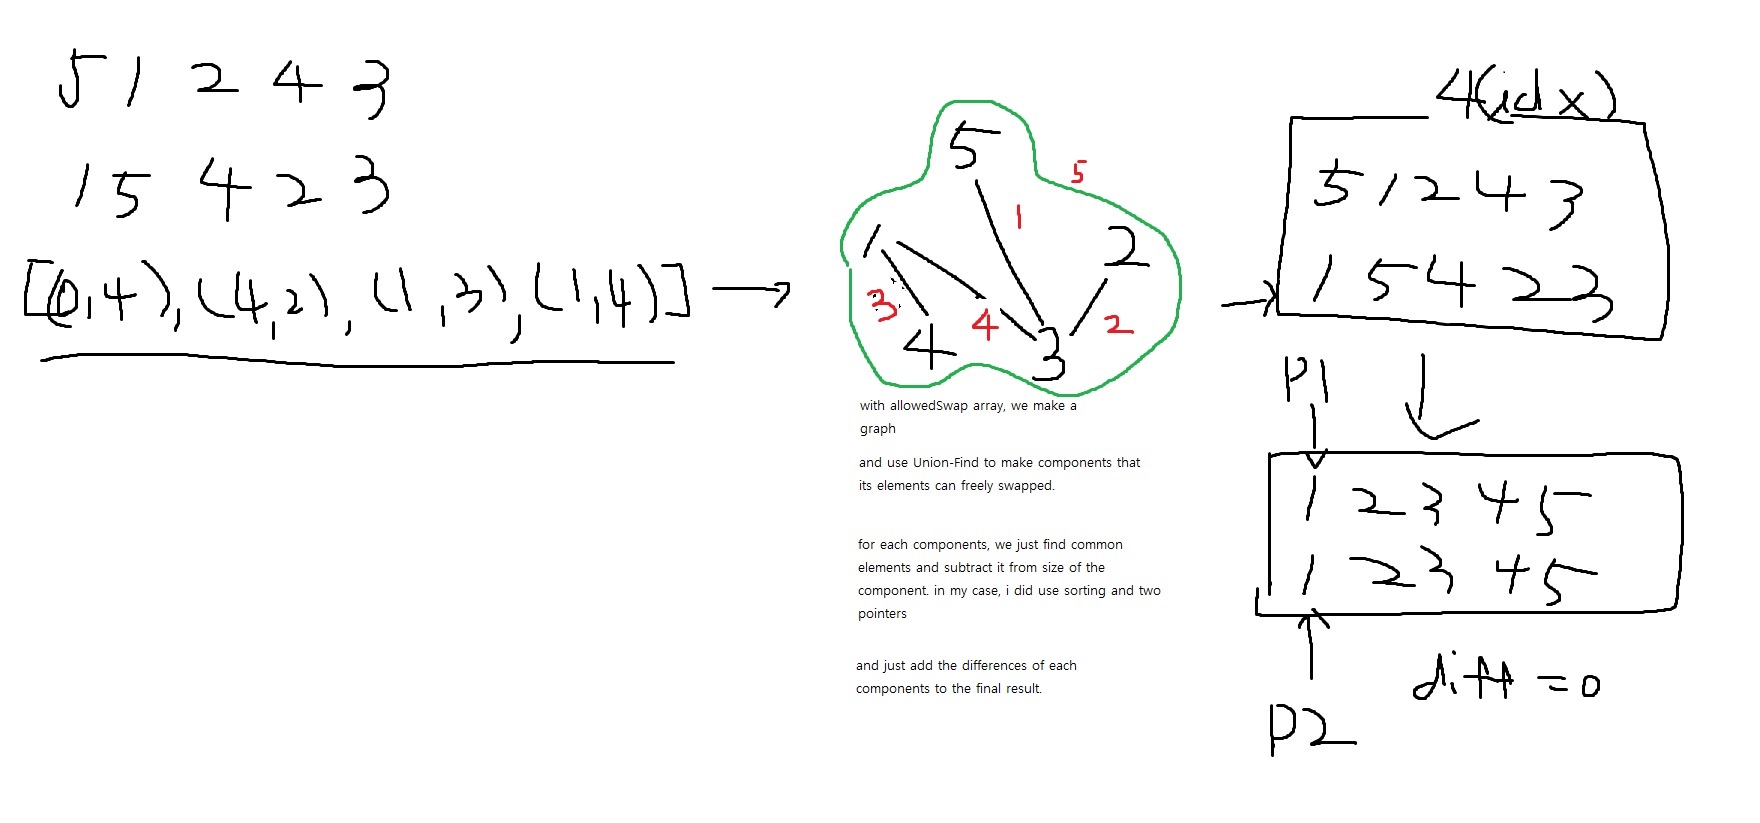 5 1 2 4 3
1 5 4 2 3
[(0,4), (4,2), (1,3), (1,4)]
5
5
1
1
2
3
4
2
4
3
with allowedSwap array, we make a
graph
and use Union-Find to make components that
its elements can freely swapped.
for each components, we just find common
elements and subtract it from size of the
component. in my case, i did use sorting and two
pointers
and just add the differences of each
components to the final result.
4(idx)
5 1 2 4 3
1 5 4 2 3
P1
1 2 3 4 5
1 2 3 4 5
diff = 0
P2